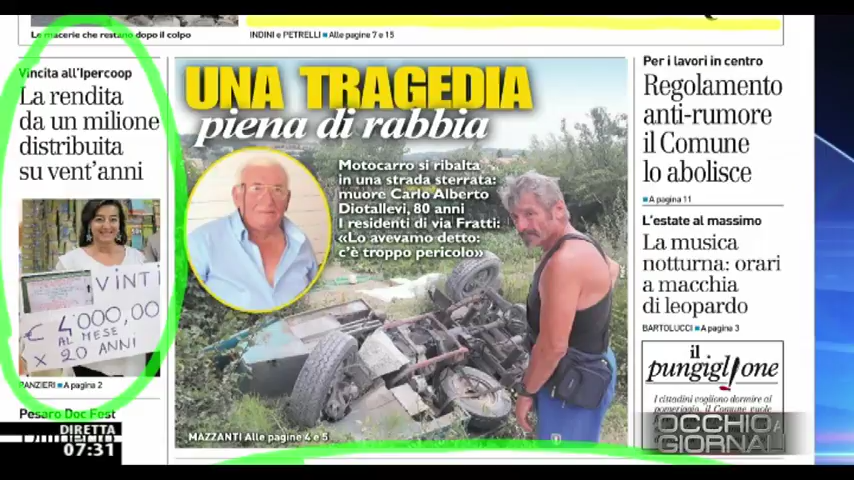 Le macerie che restano dopo il colpo
INDINI e PETRELLI ■ Alle pagine 7 e 15
Vincita all'Ipercoop
La rendita
da un milione
distribuita
su vent'anni
VINTI
€ 4000,00
AL MESE
X 20 ANNI
PANZIERI ■ A pagina 2
Pesaro Doc Fest
UNA TRAGEDIA
piena di rabbia
Motocarro si ribalta
in una strada sterrata:
muore Carlo Alberto
Diotallevi, 80 anni
I residenti di via Fratti:
«Lo avevamo detto:
c'è troppo pericolo»
MAZZANTI Alle pagine 4 e 5
Per i lavori in centro
Regolamento
anti-rumore
il Comune
lo abolisce
■ A pagina 11
L'estate al massimo
La musica
notturna: orari
a macchia
di leopardo
BARTOLUCCI ■ A pagina 3
il
pungiglione
I cittadini vogliono dormire al
pomeriggio, il Comune vuole
OCCHIO AI
GIORNALI
DIRETTA
07:31